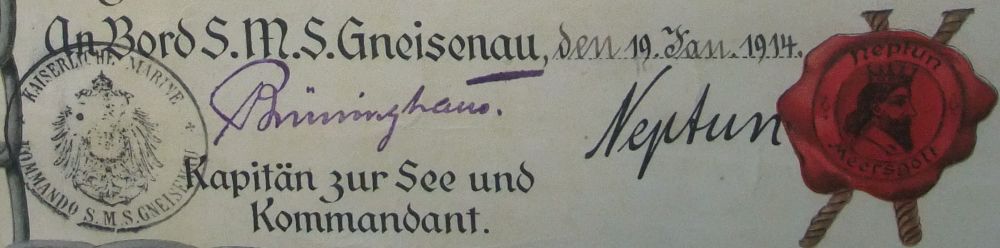 An Bord S.M.S. Gneisenau, den 19. Jan. 1914.
KAISERLICHE MARINE
KOMMANDO S.M.S. GNEISENAU
Brüninghaus.
Neptun
Neptun
Meersgott
Kapitän zur See und
Kommandant.